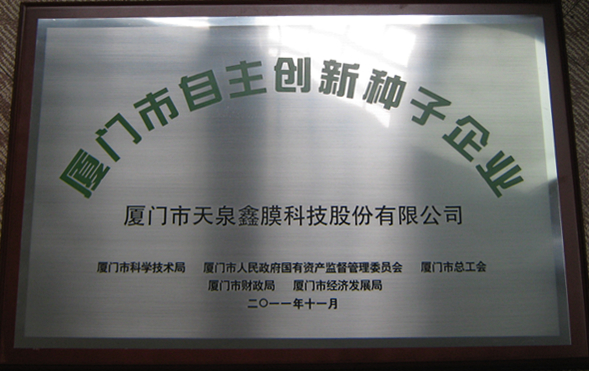 厦门市自主创新种子企业
厦门市天泉鑫膜科技股份有限公司
厦门市科学技术局 厦门市人民政府国有资产监督管理委员会 厦门市总工会
厦门市财政局 厦门市经济发展局
二〇一一年十一月